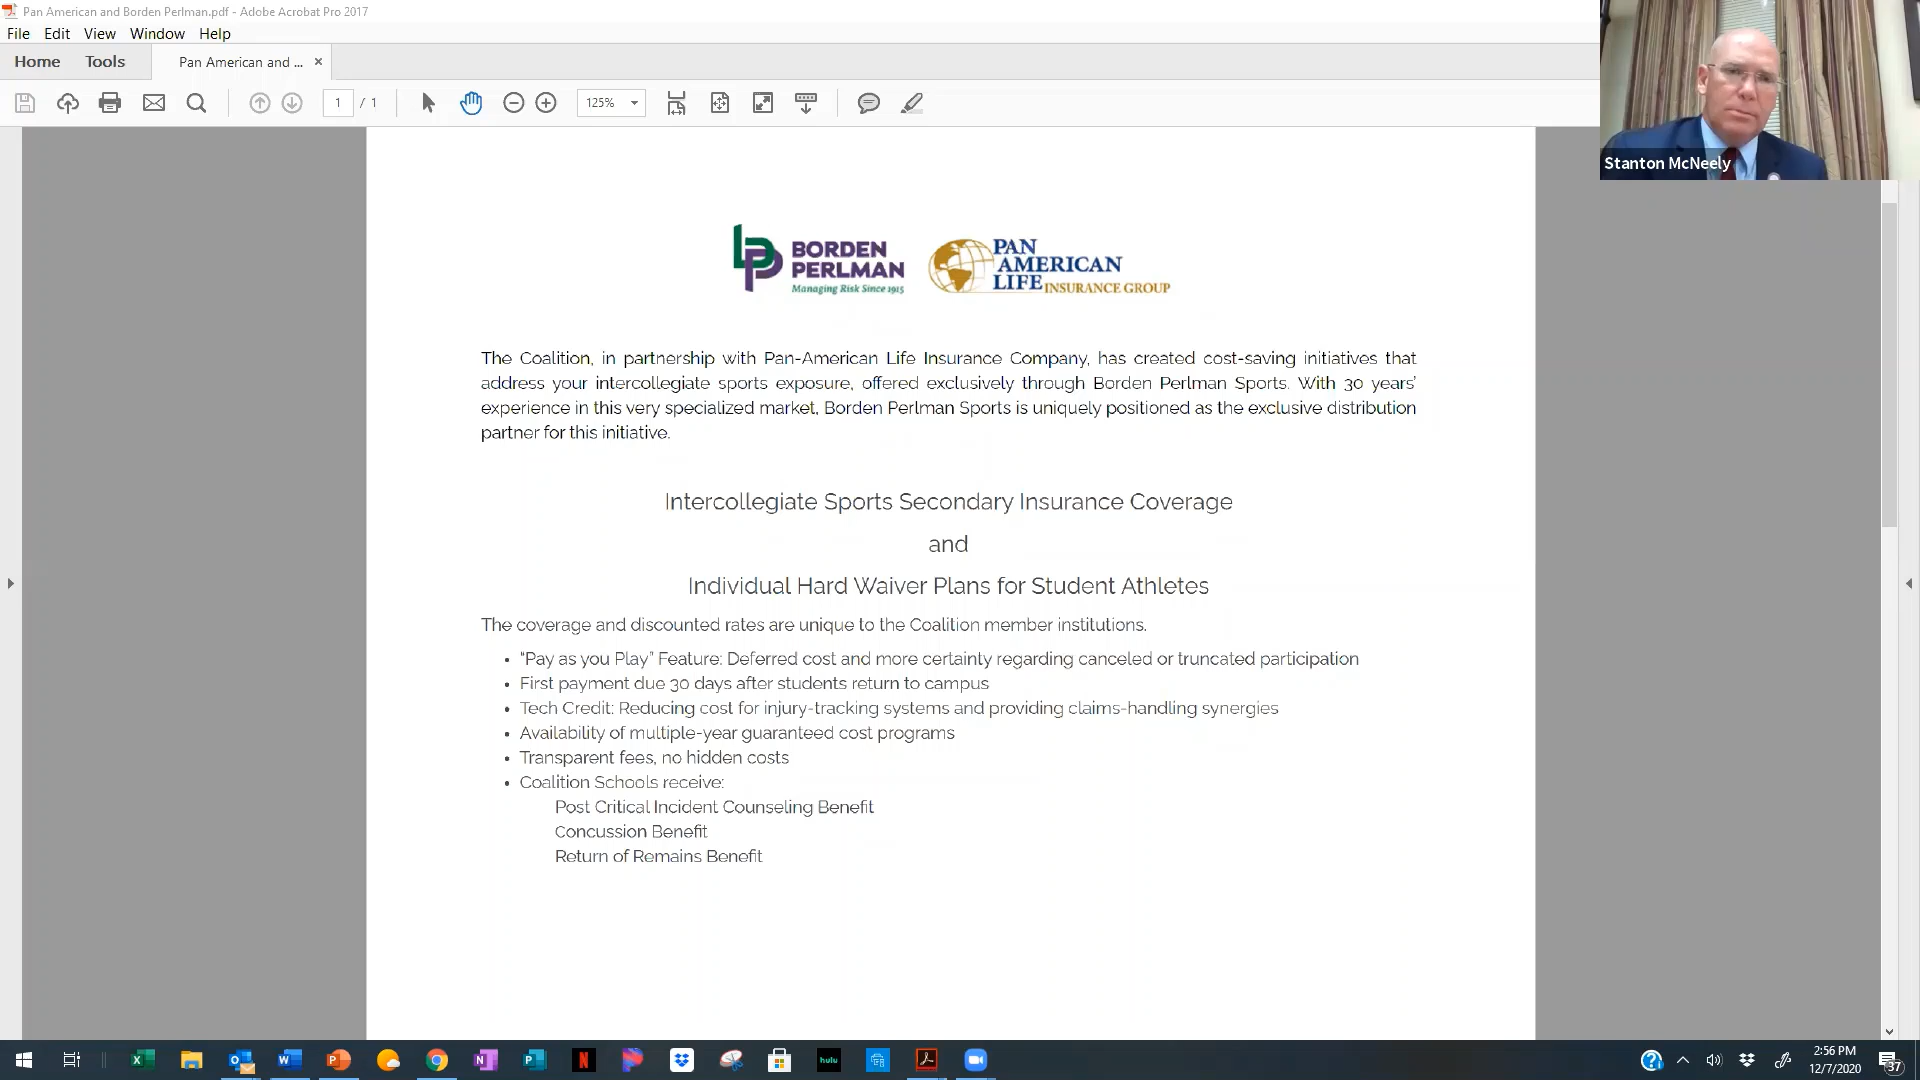 Pan American and Borden Perlman.pdf - Adobe Acrobat Pro 2017
File Edit View Window Help
Home Tools Pan American and ... ×
1 / 1 125%
Stanton McNeely
BORDEN
PERLMAN
Managing Risk Since 1915
PAN
AMERICAN
LIFE INSURANCE GROUP
The Coalition, in partnership with Pan-American Life Insurance Company, has created cost-saving initiatives that
address your intercollegiate sports exposure, offered exclusively through Borden Perlman Sports. With 30 years'
experience in this very specialized market, Borden Perlman Sports is uniquely positioned as the exclusive distribution
partner for this initiative.
Intercollegiate Sports Secondary Insurance Coverage
and
Individual Hard Waiver Plans for Student Athletes
The coverage and discounted rates are unique to the Coalition member institutions.
• “Pay as you Play” Feature: Deferred cost and more certainty regarding canceled or truncated participation
• First payment due 30 days after students return to campus
• Tech Credit: Reducing cost for injury-tracking systems and providing claims-handling synergies
• Availability of multiple-year guaranteed cost programs
• Transparent fees, no hidden costs
• Coalition Schools receive:
Post Critical Incident Counseling Benefit
Concussion Benefit
Return of Remains Benefit
hulu
2:56 PM
12/7/2020
37